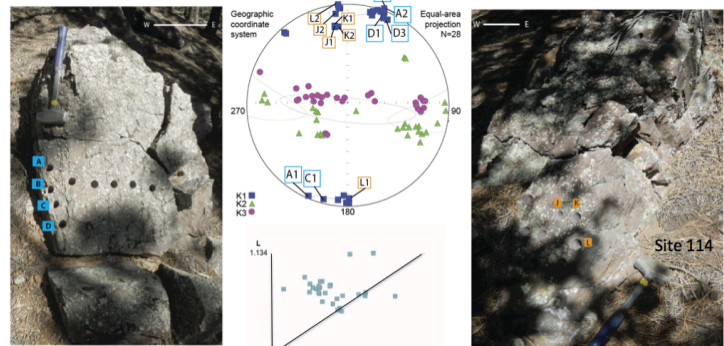 W E
A
B
C
D
Geographic
coordinate
system
Equal-area
projection
N=28
L2 K1
J2
J1 K2
A2
D1 D3
270
90
A1 C1
L1
180
K1
K2
K3
L
1.134
W E
J K
L
Site 114